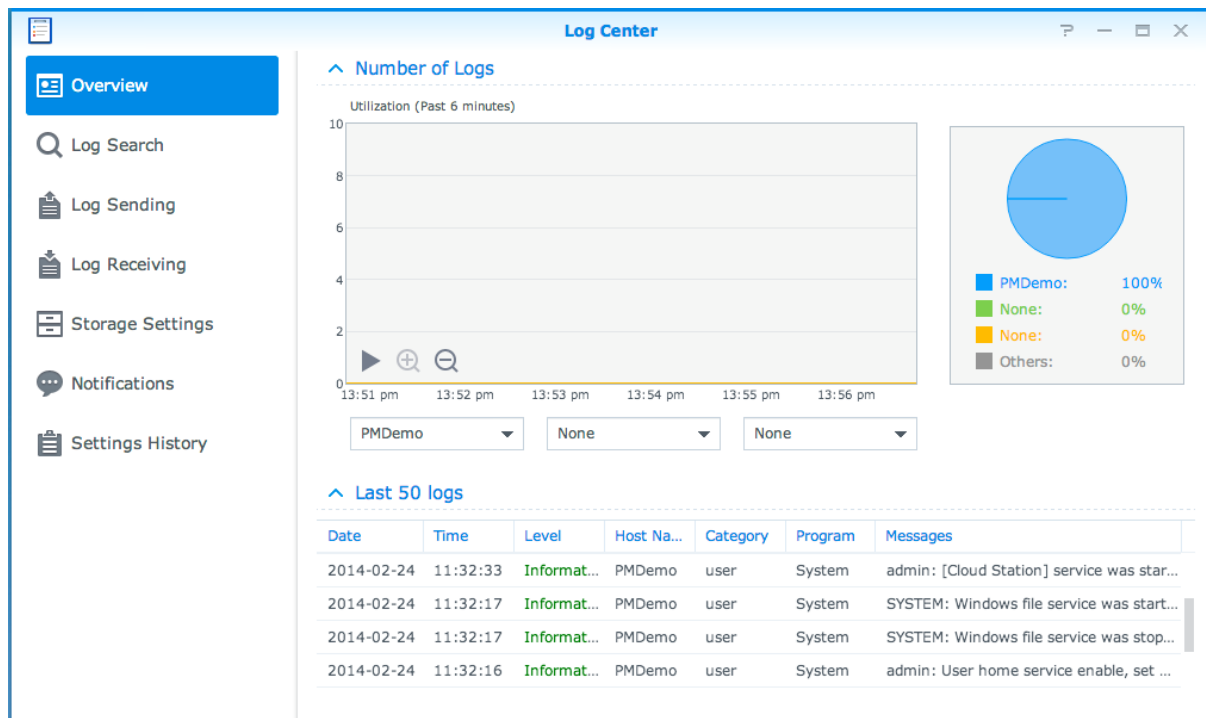 Log Center
Overview
Log Search
Log Sending
Log Receiving
Storage Settings
Notifications
Settings History
Number of Logs
Utilization (Past 6 minutes)
10
8
6
4
2
0
13:51 pm 13:52 pm 13:53 pm 13:54 pm 13:55 pm 13:56 pm
PMDemo None None
PMDemo: 100%
None: 0%
None: 0%
Others: 0%
Last 50 logs
Date Time Level Host Na... Category Program Messages
2014-02-24 11:32:33 Informat... PMDemo user System admin: [Cloud Station] service was star...
2014-02-24 11:32:17 Informat... PMDemo user System SYSTEM: Windows file service was start...
2014-02-24 11:32:17 Informat... PMDemo user System SYSTEM: Windows file service was stop...
2014-02-24 11:32:16 Informat... PMDemo user System admin: User home service enable, set ...